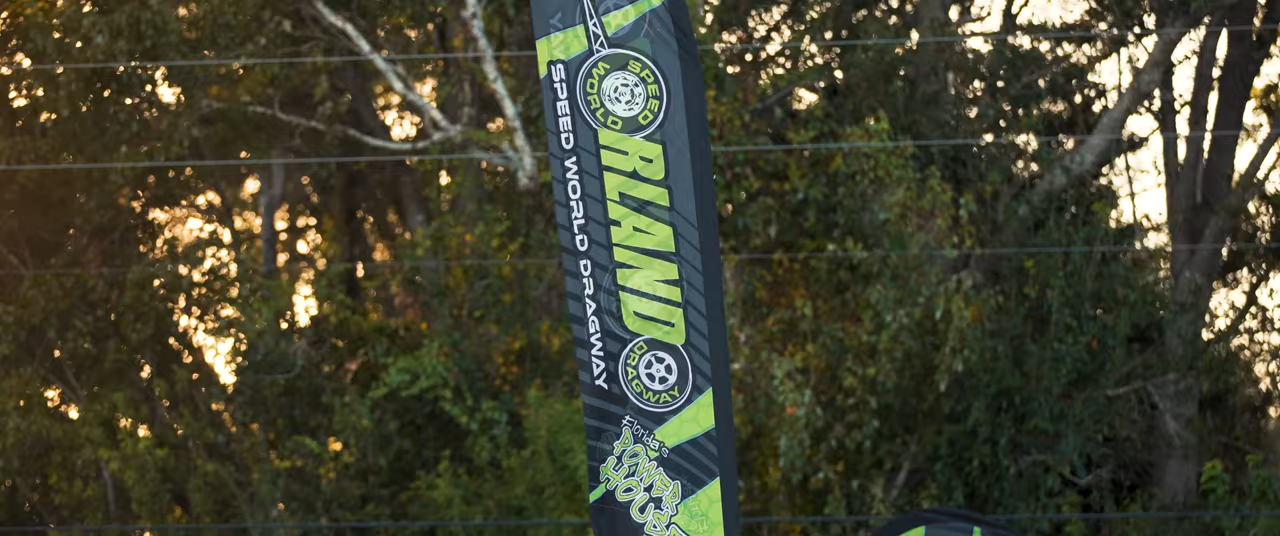 SPEED
WORLD
ORLANDO
DRAGWAY
SPEED WORLD DRAGWAY
Florida's
POWER
HOUSE